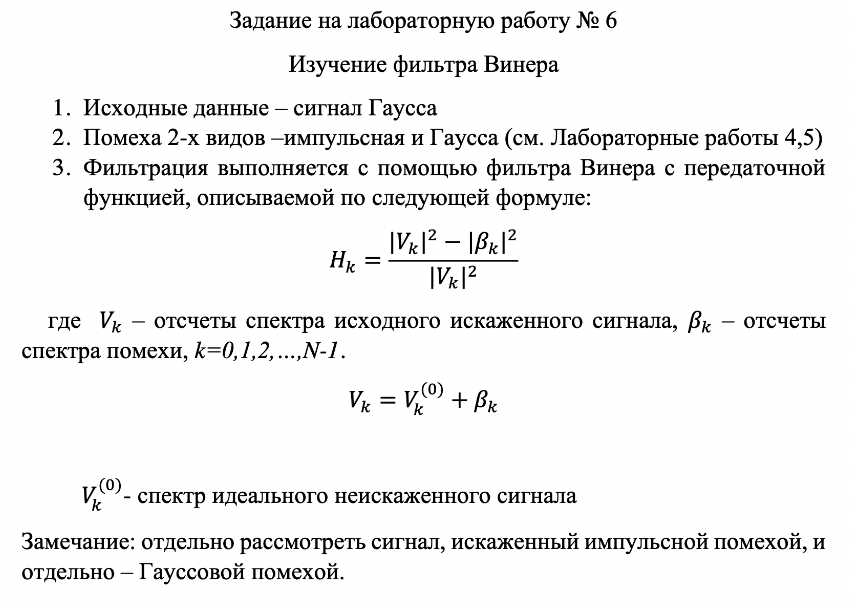 Задание на лабораторную работу № 6
Изучение фильтра Винера
1. Исходные данные – сигнал Гаусса
2. Помеха 2-х видов –импульсная и Гаусса (см. Лабораторные работы 4,5)
3. Фильтрация выполняется с помощью фильтра Винера с передаточной
функцией, описываемой по следующей формуле:
H_k = (|V_k|^2 − |β_k|^2) / |V_k|^2
где V_k – отсчеты спектра исходного искаженного сигнала, β_k – отсчеты
спектра помехи, k=0,1,2,…,N-1.
V_k = V_k^(0) + β_k
V_k^(0)- спектр идеального неискаженного сигнала
Замечание: отдельно рассмотреть сигнал, искаженный импульсной помехой, и
отдельно – Гауссовой помехой.